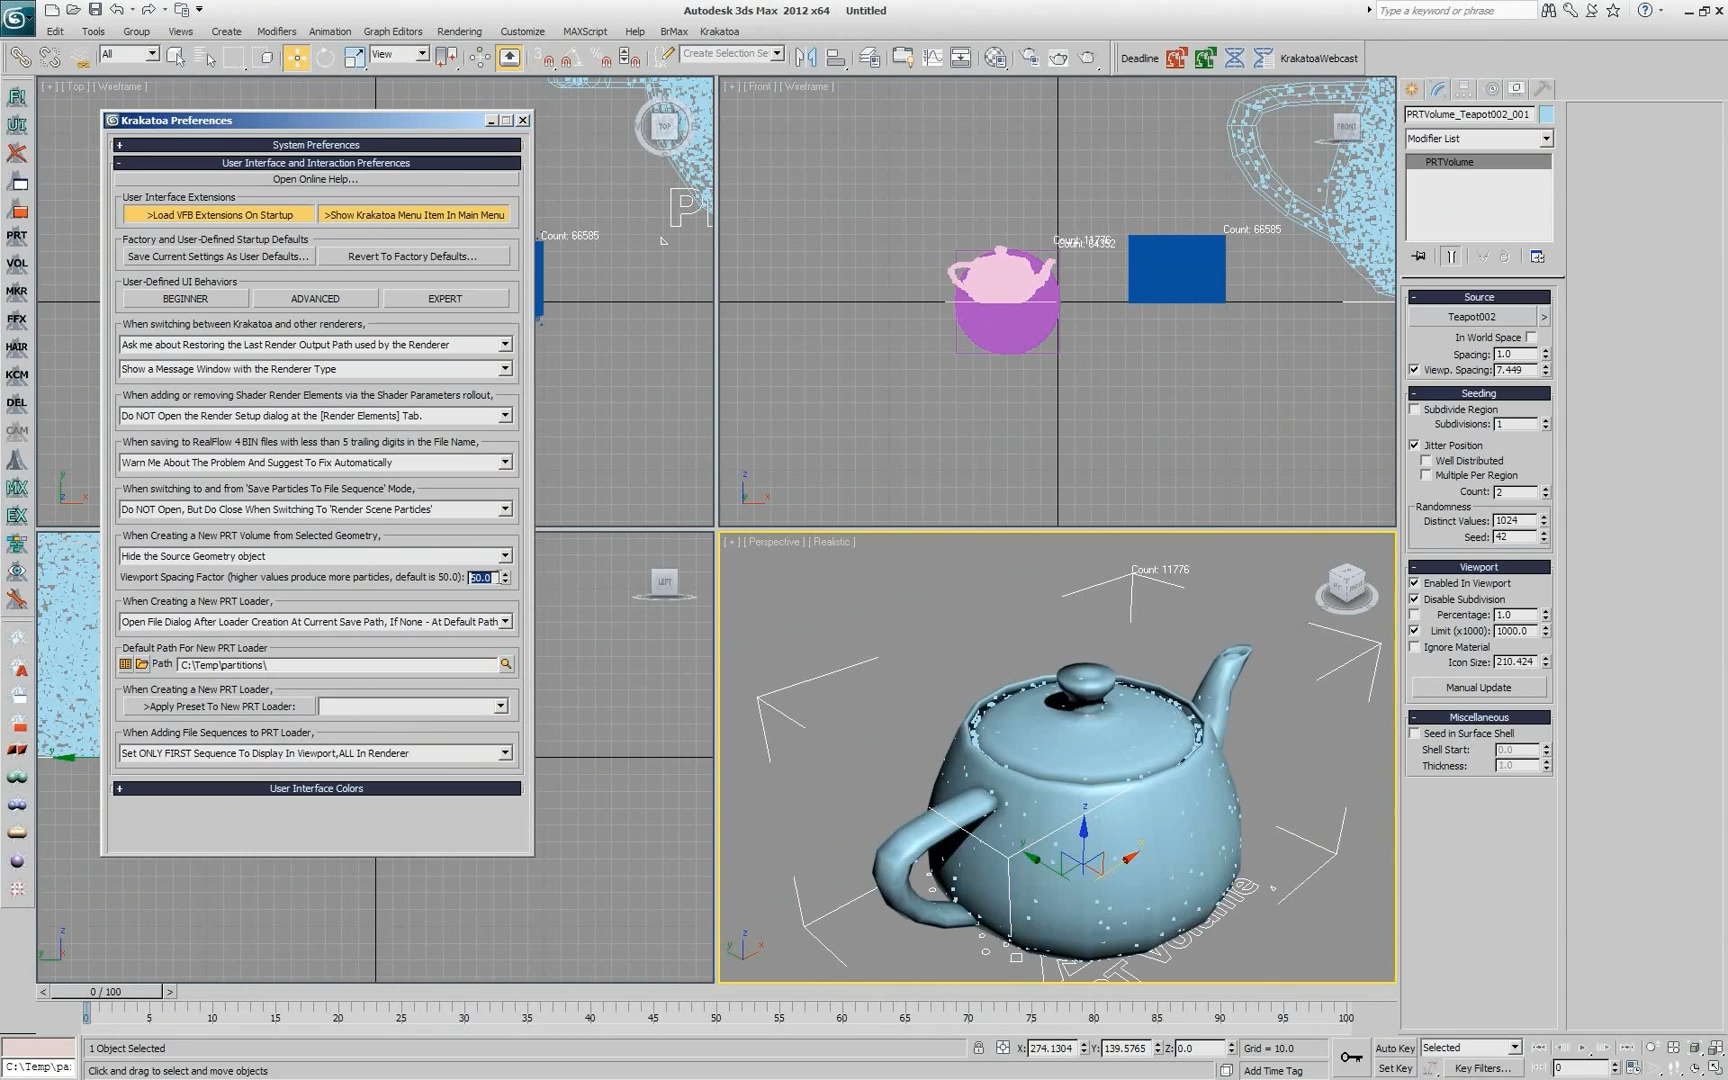 Autodesk 3ds Max 2012 x64 Untitled
Type a keyword or phrase
Edit Tools Group Views Create Modifiers Animation Graph Editors Rendering Customize MAXScript Help BrMax Krakatoa
All View Create Selection Se Deadline KrakatoaWebcast
[ + ] [ Top ] [ Wireframe ]
[ + ] [ Front ] [ Wireframe ]
TOP
FRONT
Krakatoa Preferences
+ System Preferences
- User Interface and Interaction Preferences
Open Online Help...
User Interface Extensions
>Load VFB Extensions On Startup >Show Krakatoa Menu Item In Main Menu
Factory and User-Defined Startup Defaults
Save Current Settings As User Defaults... Revert To Factory Defaults...
User-Defined UI Behaviors
BEGINNER ADVANCED EXPERT
When switching between Krakatoa and other renderers,
Ask me about Restoring the Last Render Output Path used by the Renderer
Show a Message Window with the Renderer Type
When adding or removing Shader Render Elements via the Shader Parameters rollout,
Do NOT Open the Render Setup dialog at the [Render Elements] Tab.
When saving to RealFlow 4 BIN files with less than 5 trailing digits in the File Name,
Warn Me About The Problem And Suggest To Fix Automatically
When switching to and from 'Save Particles To File Sequence' Mode,
Do NOT Open, But Do Close When Switching To 'Render Scene Particles'
When Creating a New PRT Volume from Selected Geometry,
Hide the Source Geometry object
Viewport Spacing Factor (higher values produce more particles, default is 50.0): 50.0
When Creating a New PRT Loader,
Open File Dialog After Loader Creation At Current Save Path, If None - At Default Path
Default Path For New PRT Loader
Path C:\Temp\partitions\
When Creating a New PRT Loader,
>Apply Preset To New PRT Loader:
When Adding File Sequences to PRT Loader,
Set ONLY FIRST Sequence To Display In Viewport,ALL In Renderer
+ User Interface Colors
F!
UI
PRT
VOL
MKR
FFX
HAIR
KCM
DEL
CAM
MX
EX
Count: 66585
Count: 11776
Count: 66585
LEFT
[ + ] [ Perspective ] [ Realistic ]
Count: 11776
PRTVolume_Teapot002_001
Modifier List
PRTVolume
- Source
Teapot002 >
In World Space
Spacing: 1.0
Viewp. Spacing: 7.449
- Seeding
Subdivide Region
Subdivisions: 1
Jitter Position
Well Distributed
Multiple Per Region
Count: 2
Randomness
Distinct Values: 1024
Seed: 42
- Viewport
Enabled In Viewport
Disable Subdivision
Percentage: 1.0
Limit (x1000): 1000.0
Ignore Material
Icon Size: 210.424
Manual Update
- Miscellaneous
Seed in Surface Shell
Shell Start: 0.0
Thickness: 1.0
< 0 / 100 >
0 5 10 15 20 25 30 35 40 45 50 55 60 65 70 75 80 85 90 95 100
1 Object Selected X: 274.1304 Y: 139.5765 Z: 0.0 Grid = 10.0 Auto Key Selected
C:\Temp\pa: Click and drag to select and move objects Add Time Tag Set Key Key Filters... 0